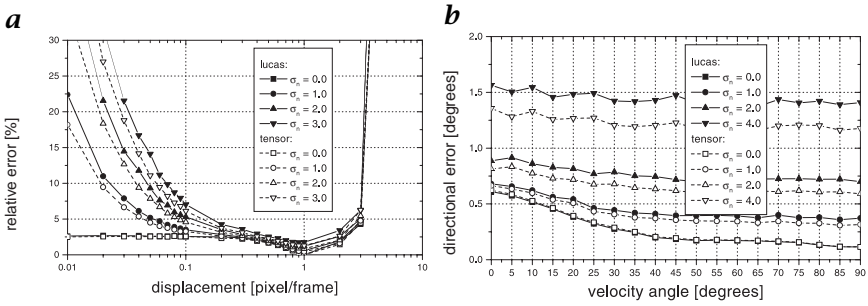 a
30
25
20
15
10
5
0
0.01
0.1
1
10
relative error [%]
displacement [pixel/frame]
lucas:
σn = 0.0
σn = 1.0
σn = 2.0
σn = 3.0
tensor:
σn = 0.0
σn = 1.0
σn = 2.0
σn = 3.0
b
2.0
1.5
1.0
0.5
0.0
0 5 10 15 20 25 30 35 40 45 50 55 60 65 70 75 80 85 90
directional error [degrees]
velocity angle [degrees]
lucas:
σn = 0.0
σn = 1.0
σn = 2.0
σn = 4.0
tensor:
σn = 0.0
σn = 1.0
σn = 2.0
σn = 4.0